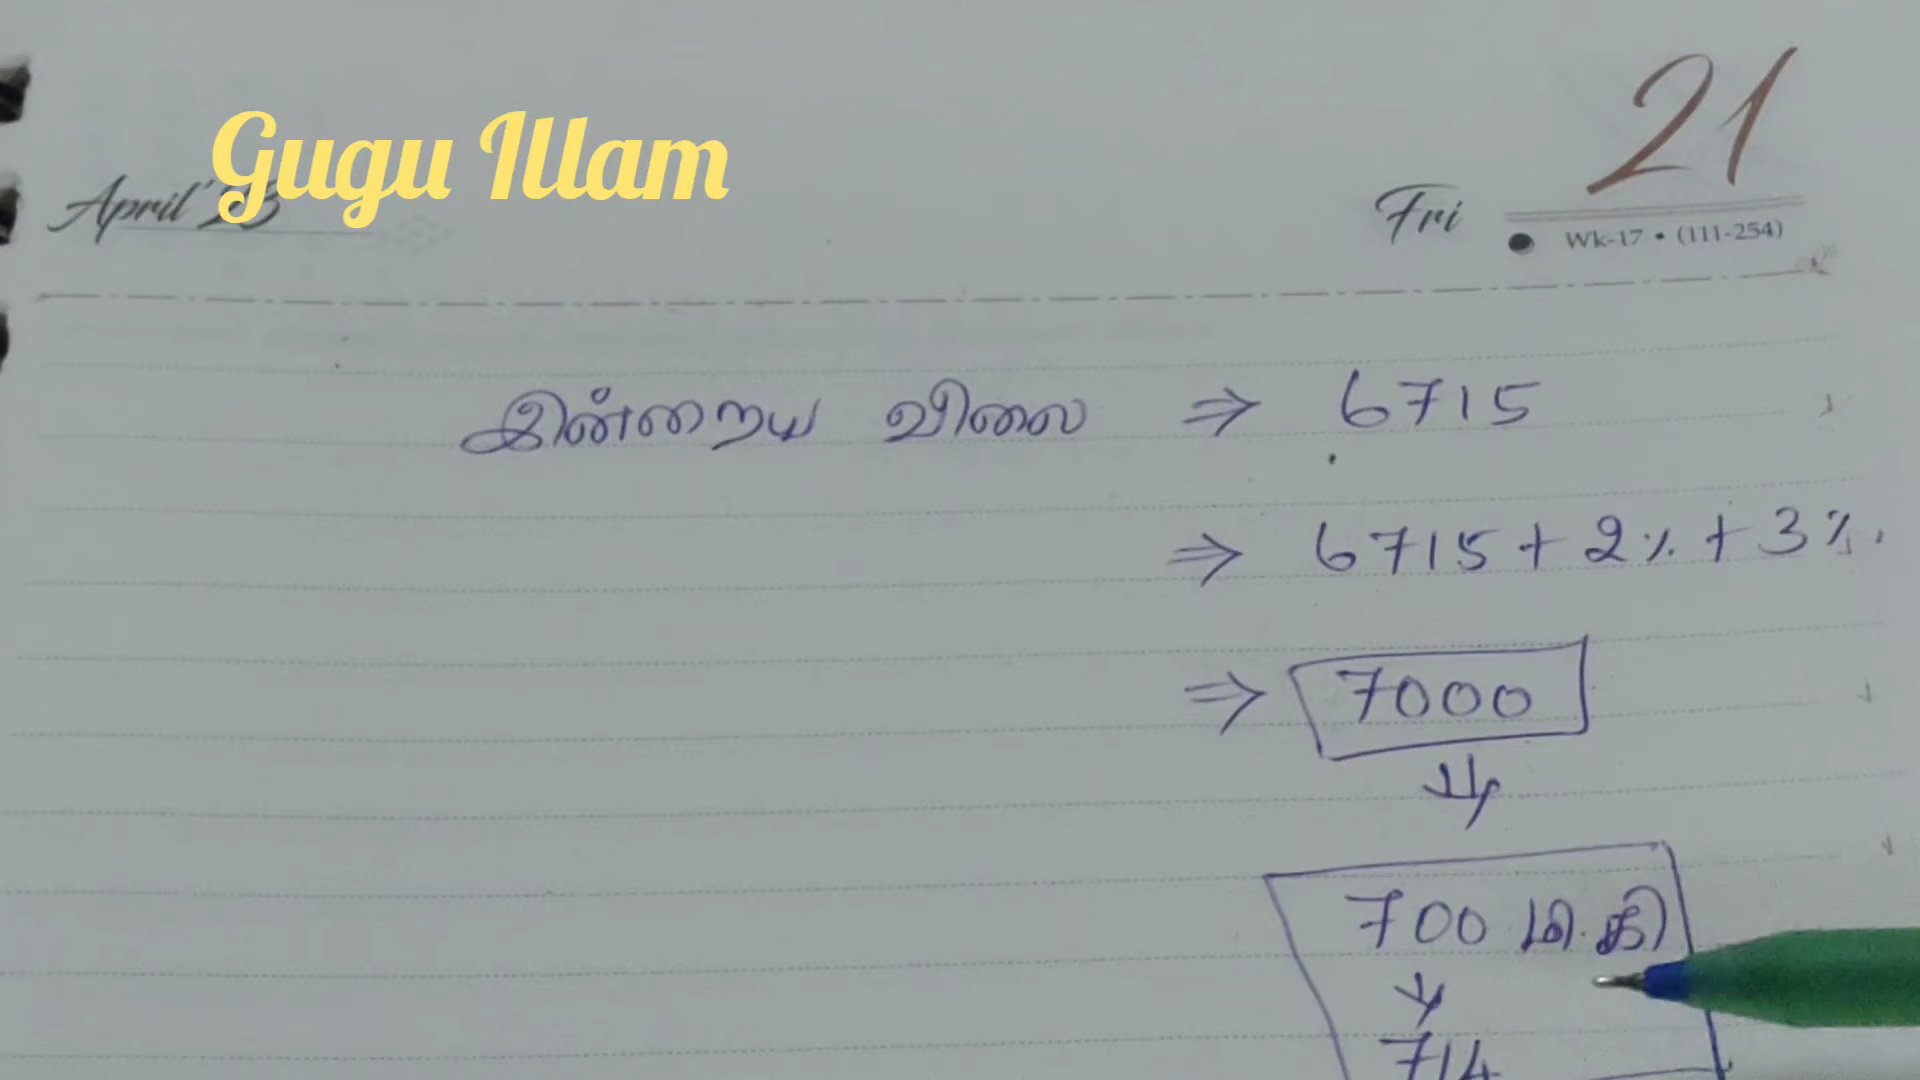 Gugu Illam
April'23
Fri 21
Wk-17 • (111-254)
இன்றைய விலை ⇒ 6715
⇒ 6715 + 2% + 3%.
⇒ 7000
700 மி.கி
714